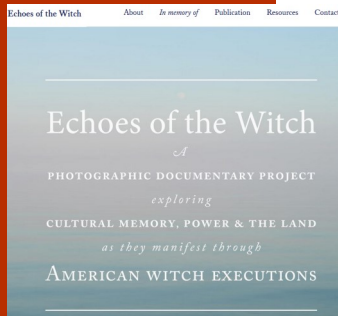 Echoes of the Witch About In memory of Publication Resources Contact
Echoes of the Witch
A
PHOTOGRAPHIC DOCUMENTARY PROJECT
exploring
CULTURAL MEMORY, POWER & THE LAND
as they manifest through
AMERICAN WITCH EXECUTIONS